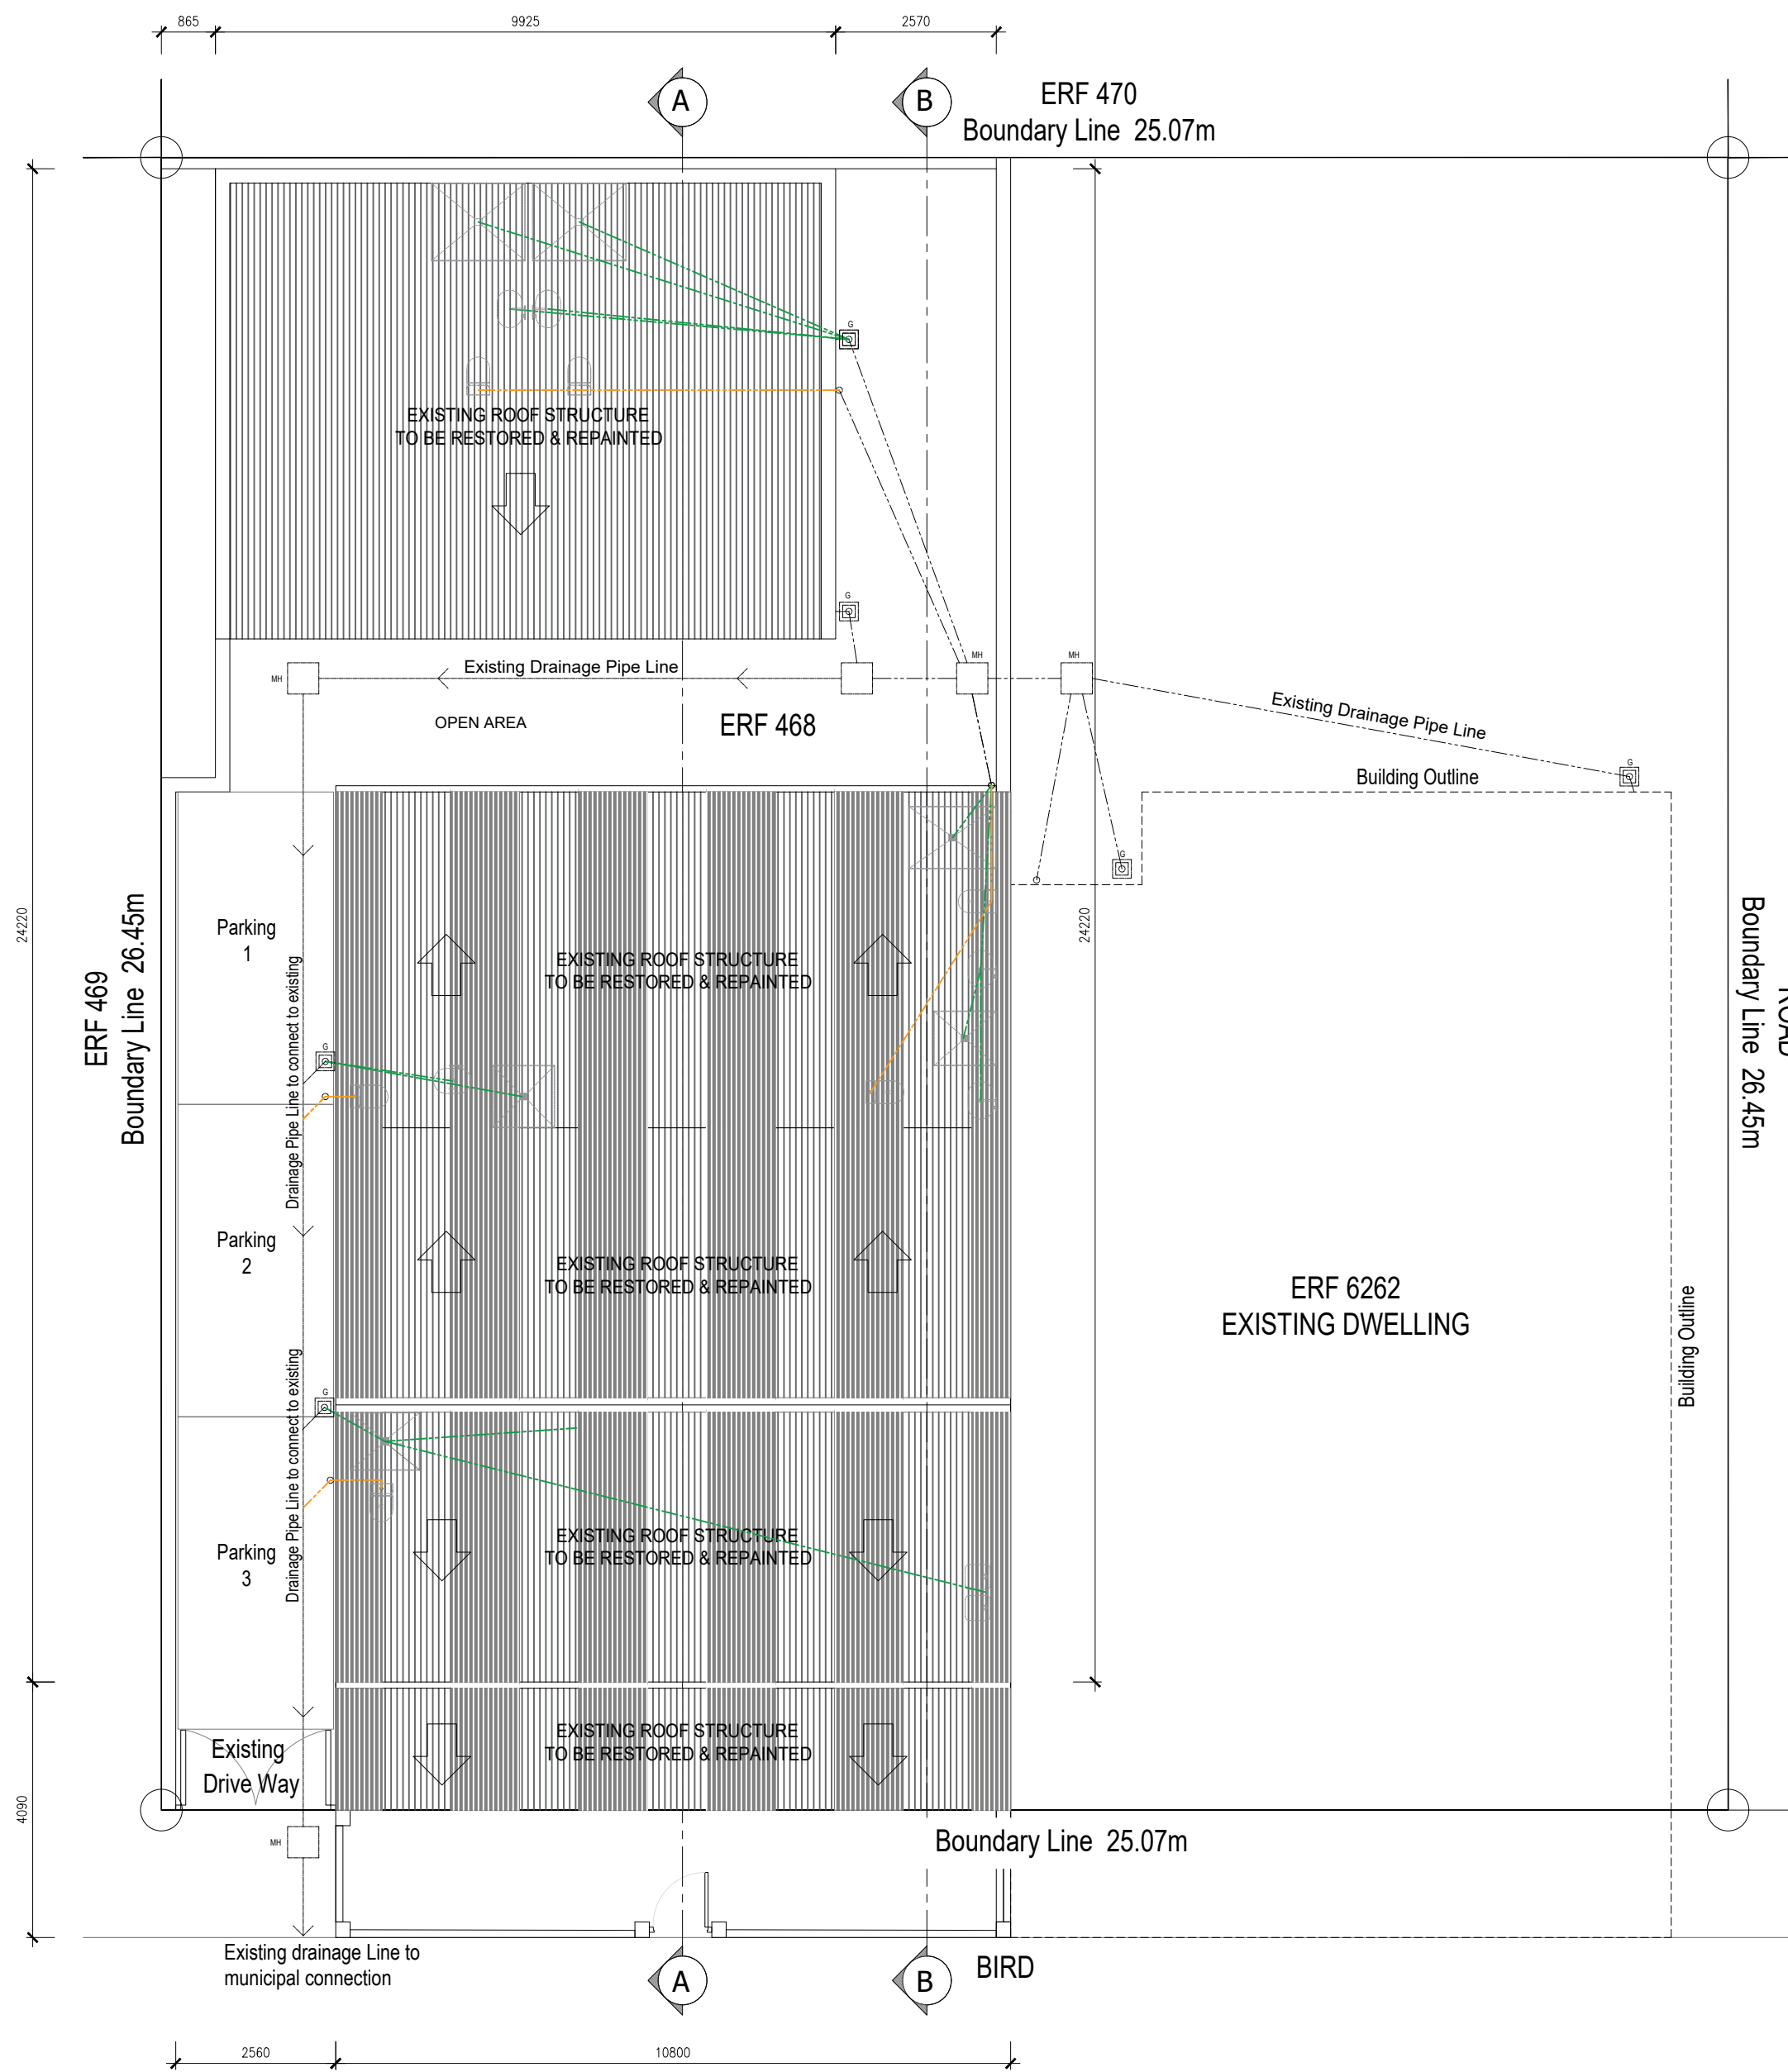 865
9925
2570
A
B
ERF 470
Boundary Line 25.07m
G
EXISTING ROOF STRUCTURE
TO BE RESTORED & REPAINTED
G
MH
Existing Drainage Pipe Line
MH
MH
Existing Drainage Pipe Line
OPEN AREA
ERF 468
G
Building Outline
G
24220
ERF 469
Boundary Line 26.45m
Parking
1
Drainage Pipe Line to connect to existing
EXISTING ROOF STRUCTURE
TO BE RESTORED & REPAINTED
24220
Boundary Line 26.45m
ROAD
G
Parking
2
EXISTING ROOF STRUCTURE
TO BE RESTORED & REPAINTED
ERF 6262
EXISTING DWELLING
Building Outline
G
Drainage Pipe Line to connect to existing
Parking
3
EXISTING ROOF STRUCTURE
TO BE RESTORED & REPAINTED
EXISTING ROOF STRUCTURE
TO BE RESTORED & REPAINTED
Existing
Drive Way
4090
MH
Boundary Line 25.07m
Existing drainage Line to
municipal connection
A
B
BIRD
2560
10800